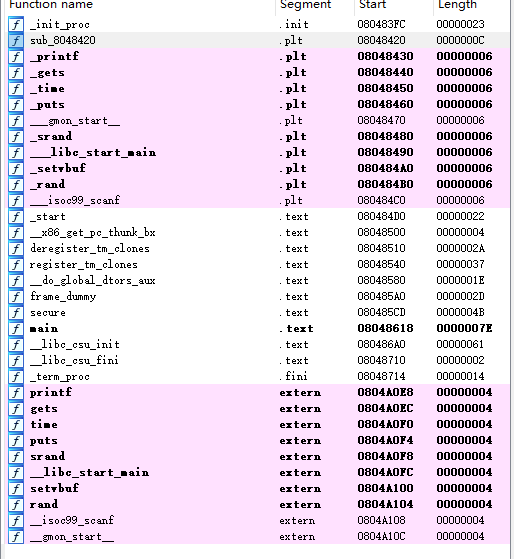 Function name Segment Start Length
f _init_proc .init 080483FC 00000023
f sub_8048420 .plt 08048420 0000000C
f _printf .plt 08048430 00000006
f _gets .plt 08048440 00000006
f _time .plt 08048450 00000006
f _puts .plt 08048460 00000006
f ___gmon_start__ .plt 08048470 00000006
f _srand .plt 08048480 00000006
f ___libc_start_main .plt 08048490 00000006
f _setvbuf .plt 080484A0 00000006
f _rand .plt 080484B0 00000006
f ___isoc99_scanf .plt 080484C0 00000006
f _start .text 080484D0 00000022
f __x86_get_pc_thunk_bx .text 08048500 00000004
f deregister_tm_clones .text 08048510 0000002A
f register_tm_clones .text 08048540 00000037
f __do_global_dtors_aux .text 08048580 0000001E
f frame_dummy .text 080485A0 0000002D
f secure .text 080485CD 0000004B
f main .text 08048618 0000007E
f __libc_csu_init .text 080486A0 00000061
f __libc_csu_fini .text 08048710 00000002
f _term_proc .fini 08048714 00000014
f printf extern 0804A0E8 00000004
f gets extern 0804A0EC 00000004
f time extern 0804A0F0 00000004
f puts extern 0804A0F4 00000004
f srand extern 0804A0F8 00000004
f __libc_start_main extern 0804A0FC 00000004
f setvbuf extern 0804A100 00000004
f rand extern 0804A104 00000004
f __isoc99_scanf extern 0804A108 00000004
f __gmon_start__ extern 0804A10C 00000004